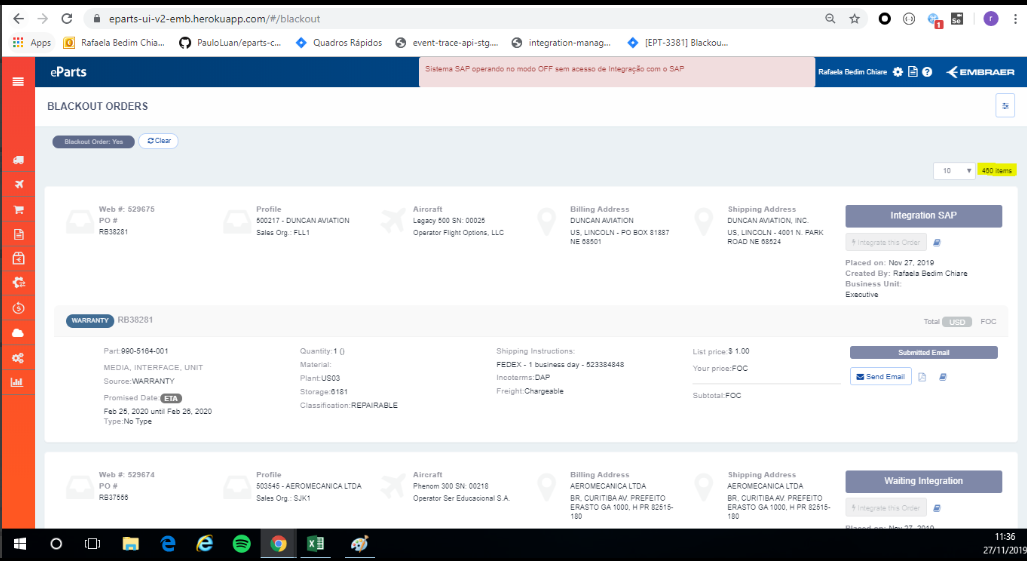 eparts-ui-v2-emb.herokuapp.com/#/blackout
Apps
Rafaela Bedim Chia...
PauloLuan/eparts-c...
Quadros Rápidos
event-trace-api-stg....
integration-manag...
[EPT-3381] Blackou...
eParts
Sistema SAP operando no modo OFF sem acesso de Integração com o SAP
Rafaela Bedim Chiare
EMBRAER
BLACKOUT ORDERS
Blackout Order: Yes
Clear
10
450 items
Web #: 529675
PO #
RB38281
Profile
500217 - DUNCAN AVIATION
Sales Org.: FLL1
Aircraft
Legacy 500 SN: 00025
Operator Flight Options, LLC
Billing Address
DUNCAN AVIATION
US, LINCOLN - PO BOX 81887
NE 68501
Shipping Address
DUNCAN AVIATION, INC.
US, LINCOLN - 4001 N. PARK
ROAD NE 68524
Integration SAP
Integrate this Order
Placed on: Nov 27, 2019
Created By: Rafaela Bedim Chiare
Business Unit:
Executive
WARRANTY RB38281
Total USD FOC
Part:990-5164-001
MEDIA, INTERFACE, UNIT
Source:WARRANTY
Promised Date: ETA
Feb 25, 2020 until Feb 26, 2020
Type:No Type
Quantity:1 ()
Material:
Plant:US03
Storage:6181
Classification:REPAIRABLE
Shipping Instructions:
FEDEX - 1 business day - 523384848
Incoterms:DAP
Freight:Chargeable
List price:$ 1.00
Your price:FOC
Subtotal:FOC
Submitted Email
Send Email
Web #: 529674
PO #
RB37566
Profile
503545 - AEROMECANICA LTDA
Sales Org.: SJK1
Aircraft
Phenom 300 SN: 00218
Operator Ser Educacional S.A.
Billing Address
AEROMECANICA LTDA
BR, CURITIBA AV. PREFEITO
ERASTO GA 1000, H PR 82515-
180
Shipping Address
AEROMECANICA LTDA
BR, CURITIBA AV. PREFEITO
ERASTO GA 1000, H PR 82515-
180
Waiting Integration
Integrate this Order
Placed on: Nov 27, 2019
11:36
27/11/2019